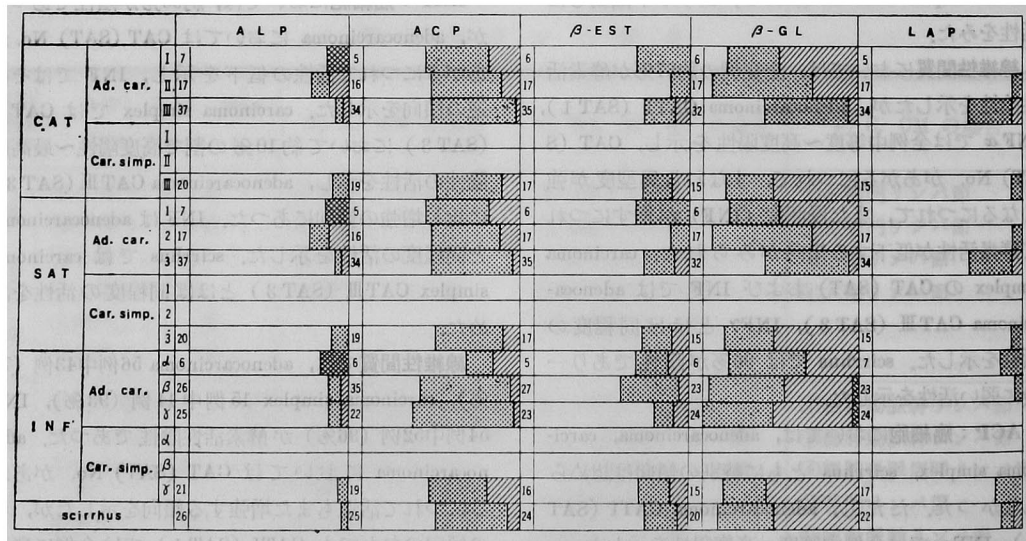 ALP ACP β-EST β-GL LAP
I 7 5 6 6 5
Ad. car. II 17 16 17 17 17
III 37 34 35 32 34
CAT
I
Car. simp. II
III 20 19 17 15 15
1 7 5 6 6 5
Ad. car. 2 17 16 17 17 17
3 37 34 35 32 34
SAT
1
Car. simp. 2
3 20 19 17 15 15
α 6 6 5 6 7
Ad. car. β 26 35 27 23 23
γ 25 22 23 24 24
INF
α
Car. simp. β
γ 21 19 16 15 17
scirrhus 26 25 24 20 22